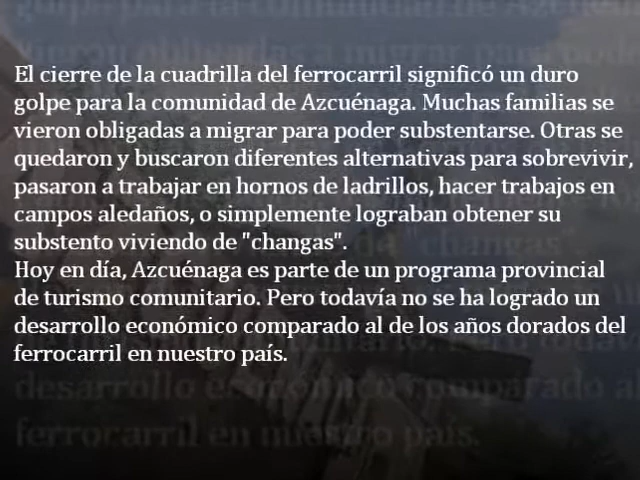 El cierre de la cuadrilla del ferrocarril significó un duro
golpe para la comunidad de Azcuénaga. Muchas familias se
vieron obligadas a migrar para poder substentarse. Otras se
quedaron y buscaron diferentes alternativas para sobrevivir,
pasaron a trabajar en hornos de ladrillos, hacer trabajos en
campos aledaños, o simplemente lograban obtener su
substento viviendo de "changas".
Hoy en día, Azcuénaga es parte de un programa provincial
de turismo comunitario. Pero todavía no se ha logrado un
desarrollo económico comparado al de los años dorados del
ferrocarril en nuestro país.